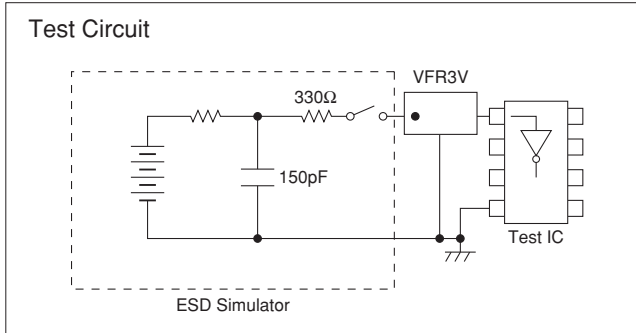 Test Circuit
VFR3V
330Ω
150pF
Test IC
ESD Simulator